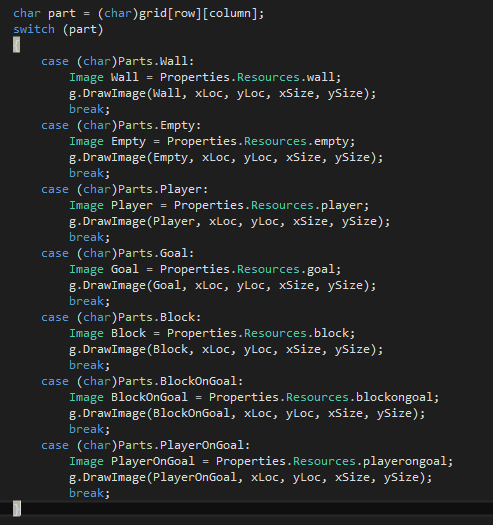 char part = (char)grid[row][column];
switch (part)
{
case (char)Parts.Wall:
Image Wall = Properties.Resources.wall;
g.DrawImage(Wall, xLoc, yLoc, xSize, ySize);
break;
case (char)Parts.Empty:
Image Empty = Properties.Resources.empty;
g.DrawImage(Empty, xLoc, yLoc, xSize, ySize);
break;
case (char)Parts.Player:
Image Player = Properties.Resources.player;
g.DrawImage(Player, xLoc, yLoc, xSize, ySize);
break;
case (char)Parts.Goal:
Image Goal = Properties.Resources.goal;
g.DrawImage(Goal, xLoc, yLoc, xSize, ySize);
break;
case (char)Parts.Block:
Image Block = Properties.Resources.block;
g.DrawImage(Block, xLoc, yLoc, xSize, ySize);
break;
case (char)Parts.BlockOnGoal:
Image BlockOnGoal = Properties.Resources.blockongoal;
g.DrawImage(BlockOnGoal, xLoc, yLoc, xSize, ySize);
break;
case (char)Parts.PlayerOnGoal:
Image PlayerOnGoal = Properties.Resources.playerongoal;
g.DrawImage(PlayerOnGoal, xLoc, yLoc, xSize, ySize);
break;
}